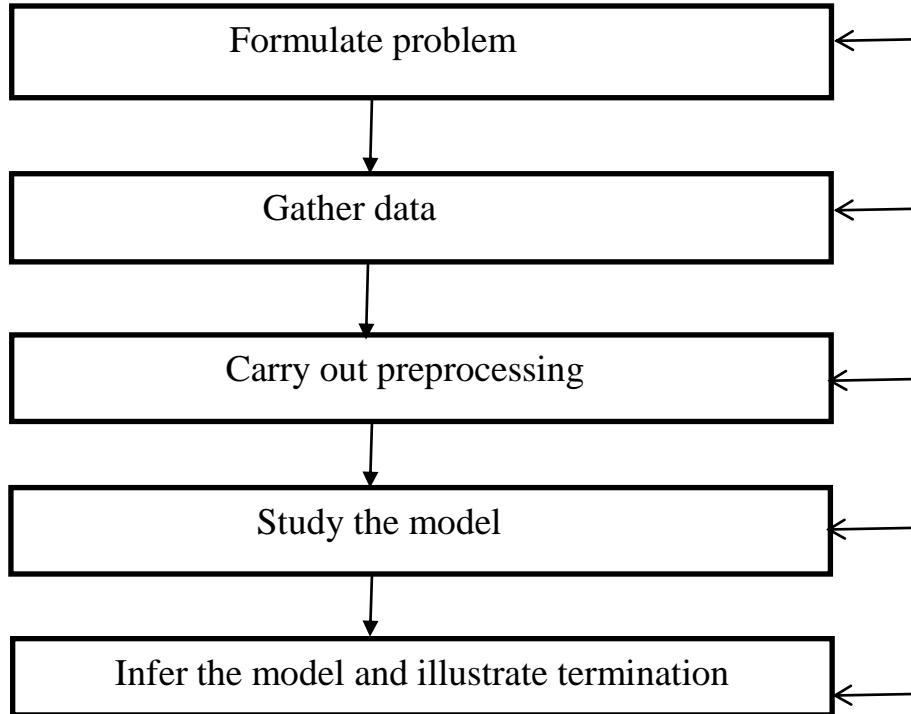 Formulate problem
Gather data
Carry out preprocessing
Study the model
Infer the model and illustrate termination